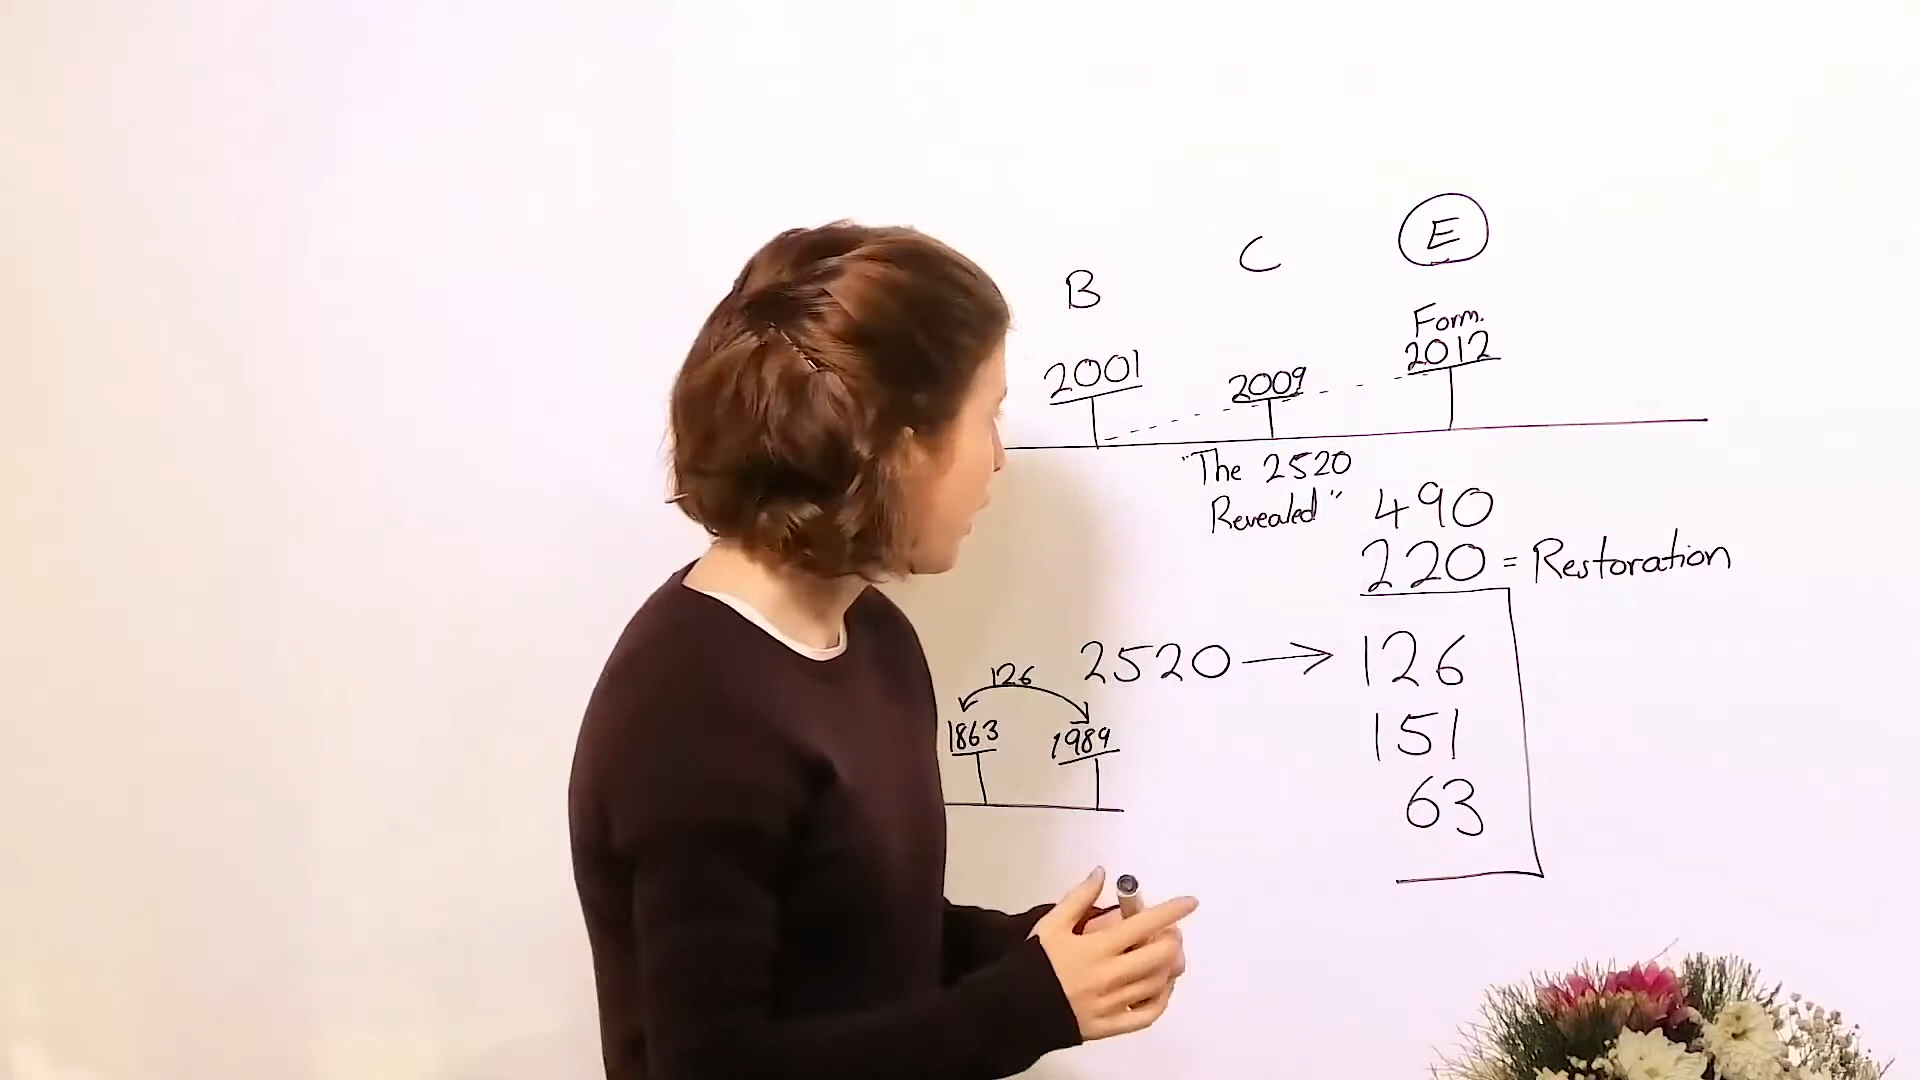 B
C
E
Form.
2001
2009
2012
"The 2520
Revealed"
490
220 = Restoration
2520 → 126
151
63
126
1863
1989